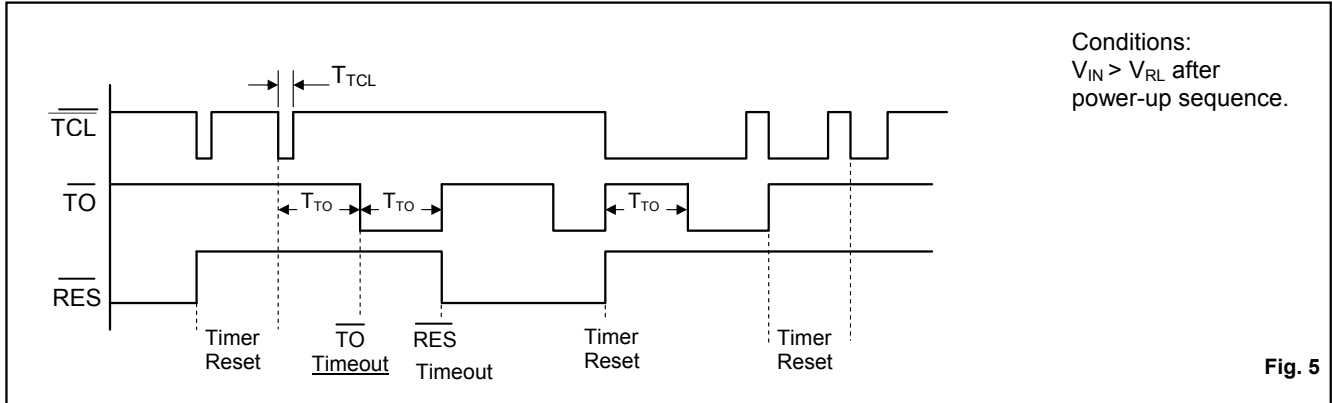 Conditions:
V_IN > V_RL after
power-up sequence.
T_TCL
TCL
TO
T_TO
T_TO
T_TO
RES
Timer
Reset
TO
Timeout
RES
Timeout
Timer
Reset
Timer
Reset
Fig. 5